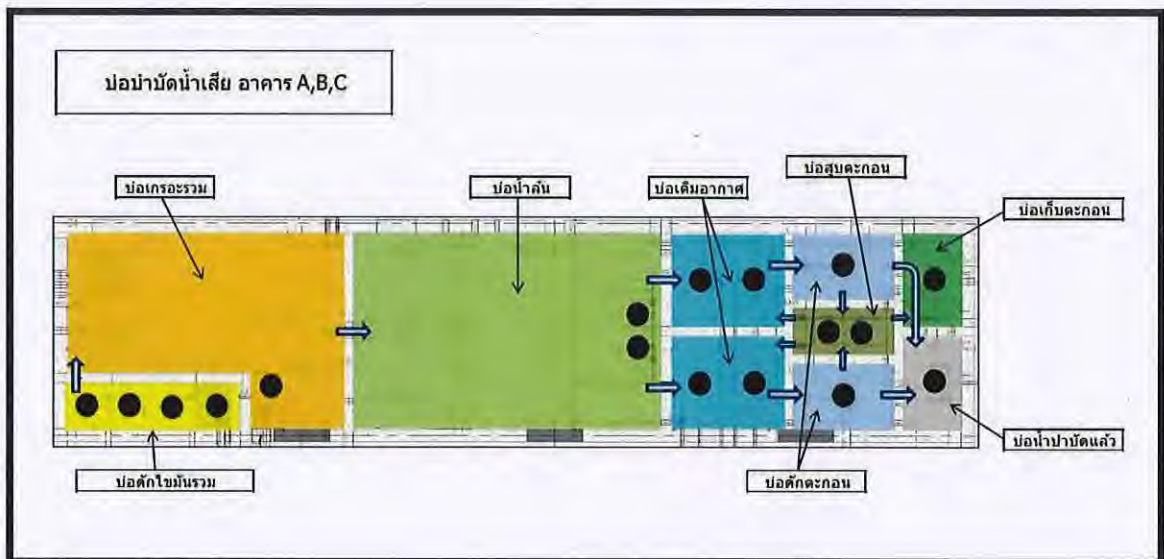 บ่อบำบัดน้ำเสีย อาคาร A,B,C
บ่อสูบตะกอน
บ่อเกรอะรวม
บ่อน้ำล้น
บ่อเติมอากาศ
บ่อเก็บตะกอน
บ่อน้ำบำบัดแล้ว
บ่อดักไขมันรวม
บ่อดักตะกอน